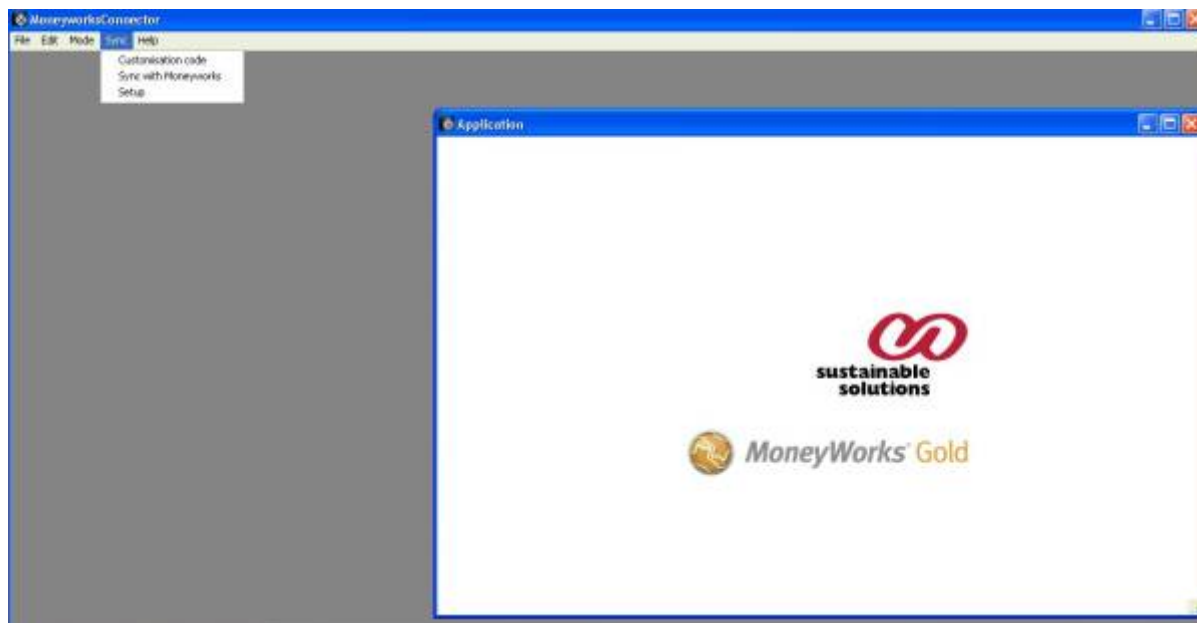 MoneyworksConnector
File Edit Mode Sync Help
Customisation code
Sync with Moneyworks
Setup
Application
sustainable
solutions
MoneyWorks® Gold